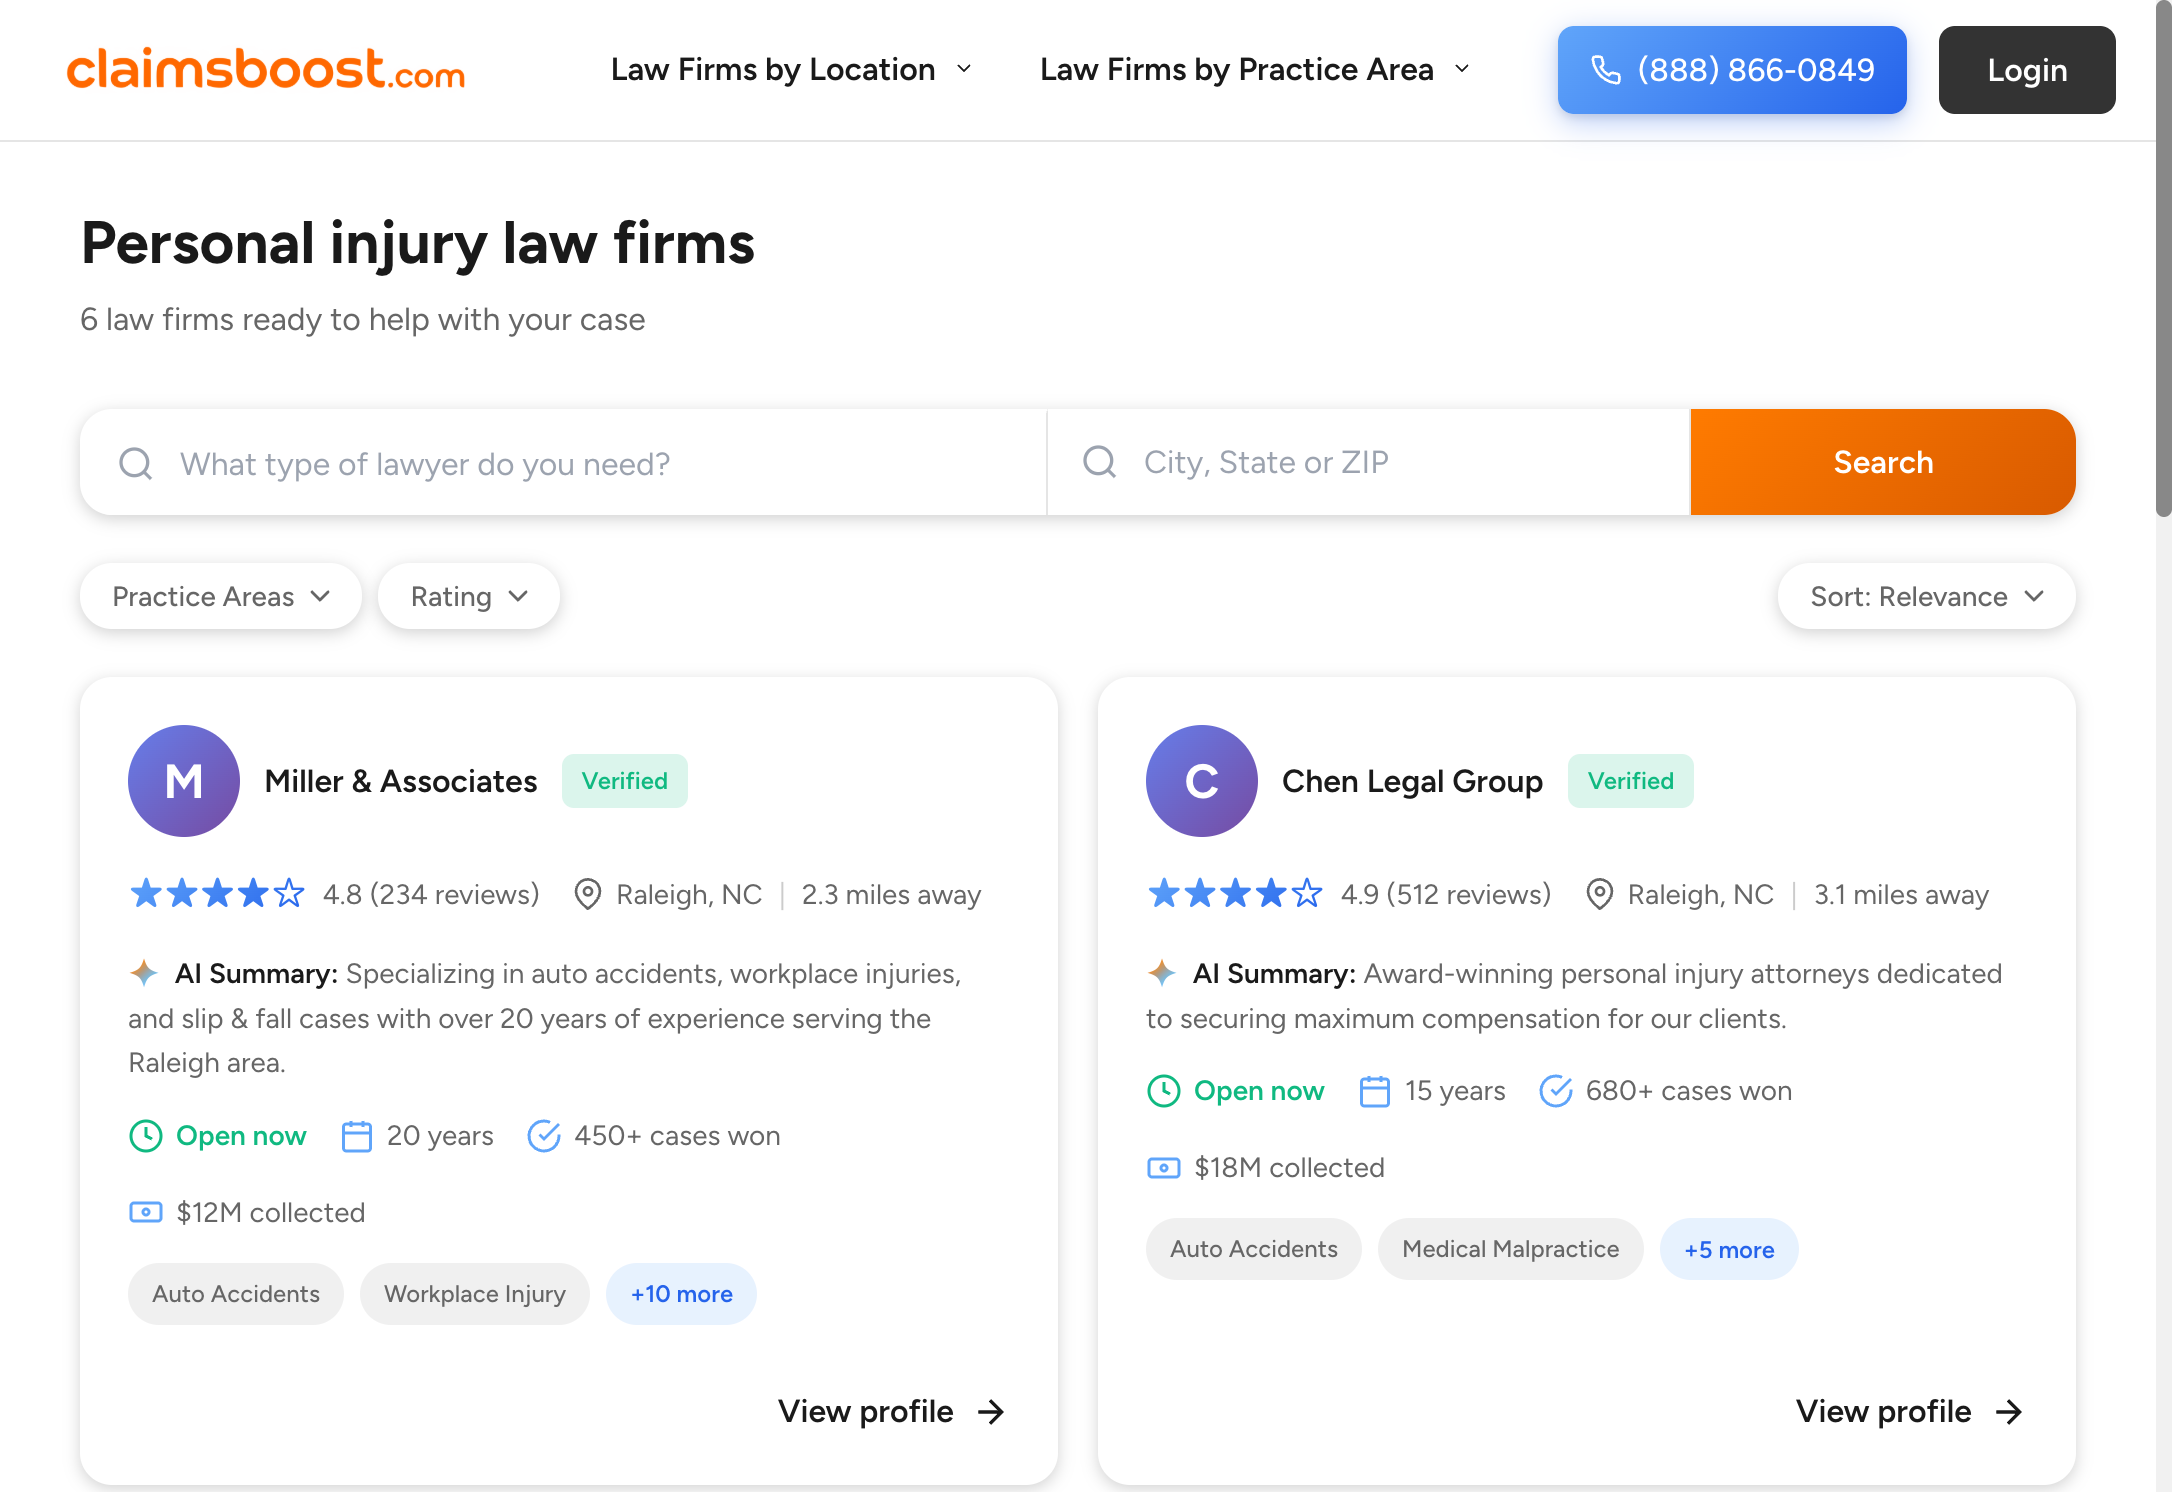 claimsboost.com
Law Firms by Location
Law Firms by Practice Area
(888) 866-0849
Login
Personal injury law firms
6 law firms ready to help with your case
What type of lawyer do you need?
City, State or ZIP
Search
Practice Areas
Rating
Sort: Relevance
M
Miller & Associates
Verified
4.8 (234 reviews)
Raleigh, NC
2.3 miles away
AI Summary: Specializing in auto accidents, workplace injuries,
and slip & fall cases with over 20 years of experience serving the
Raleigh area.
Open now
20 years
450+ cases won
$12M collected
Auto Accidents
Workplace Injury
+10 more
View profile
C
Chen Legal Group
Verified
4.9 (512 reviews)
Raleigh, NC
3.1 miles away
AI Summary: Award-winning personal injury attorneys dedicated
to securing maximum compensation for our clients.
Open now
15 years
680+ cases won
$18M collected
Auto Accidents
Medical Malpractice
+5 more
View profile